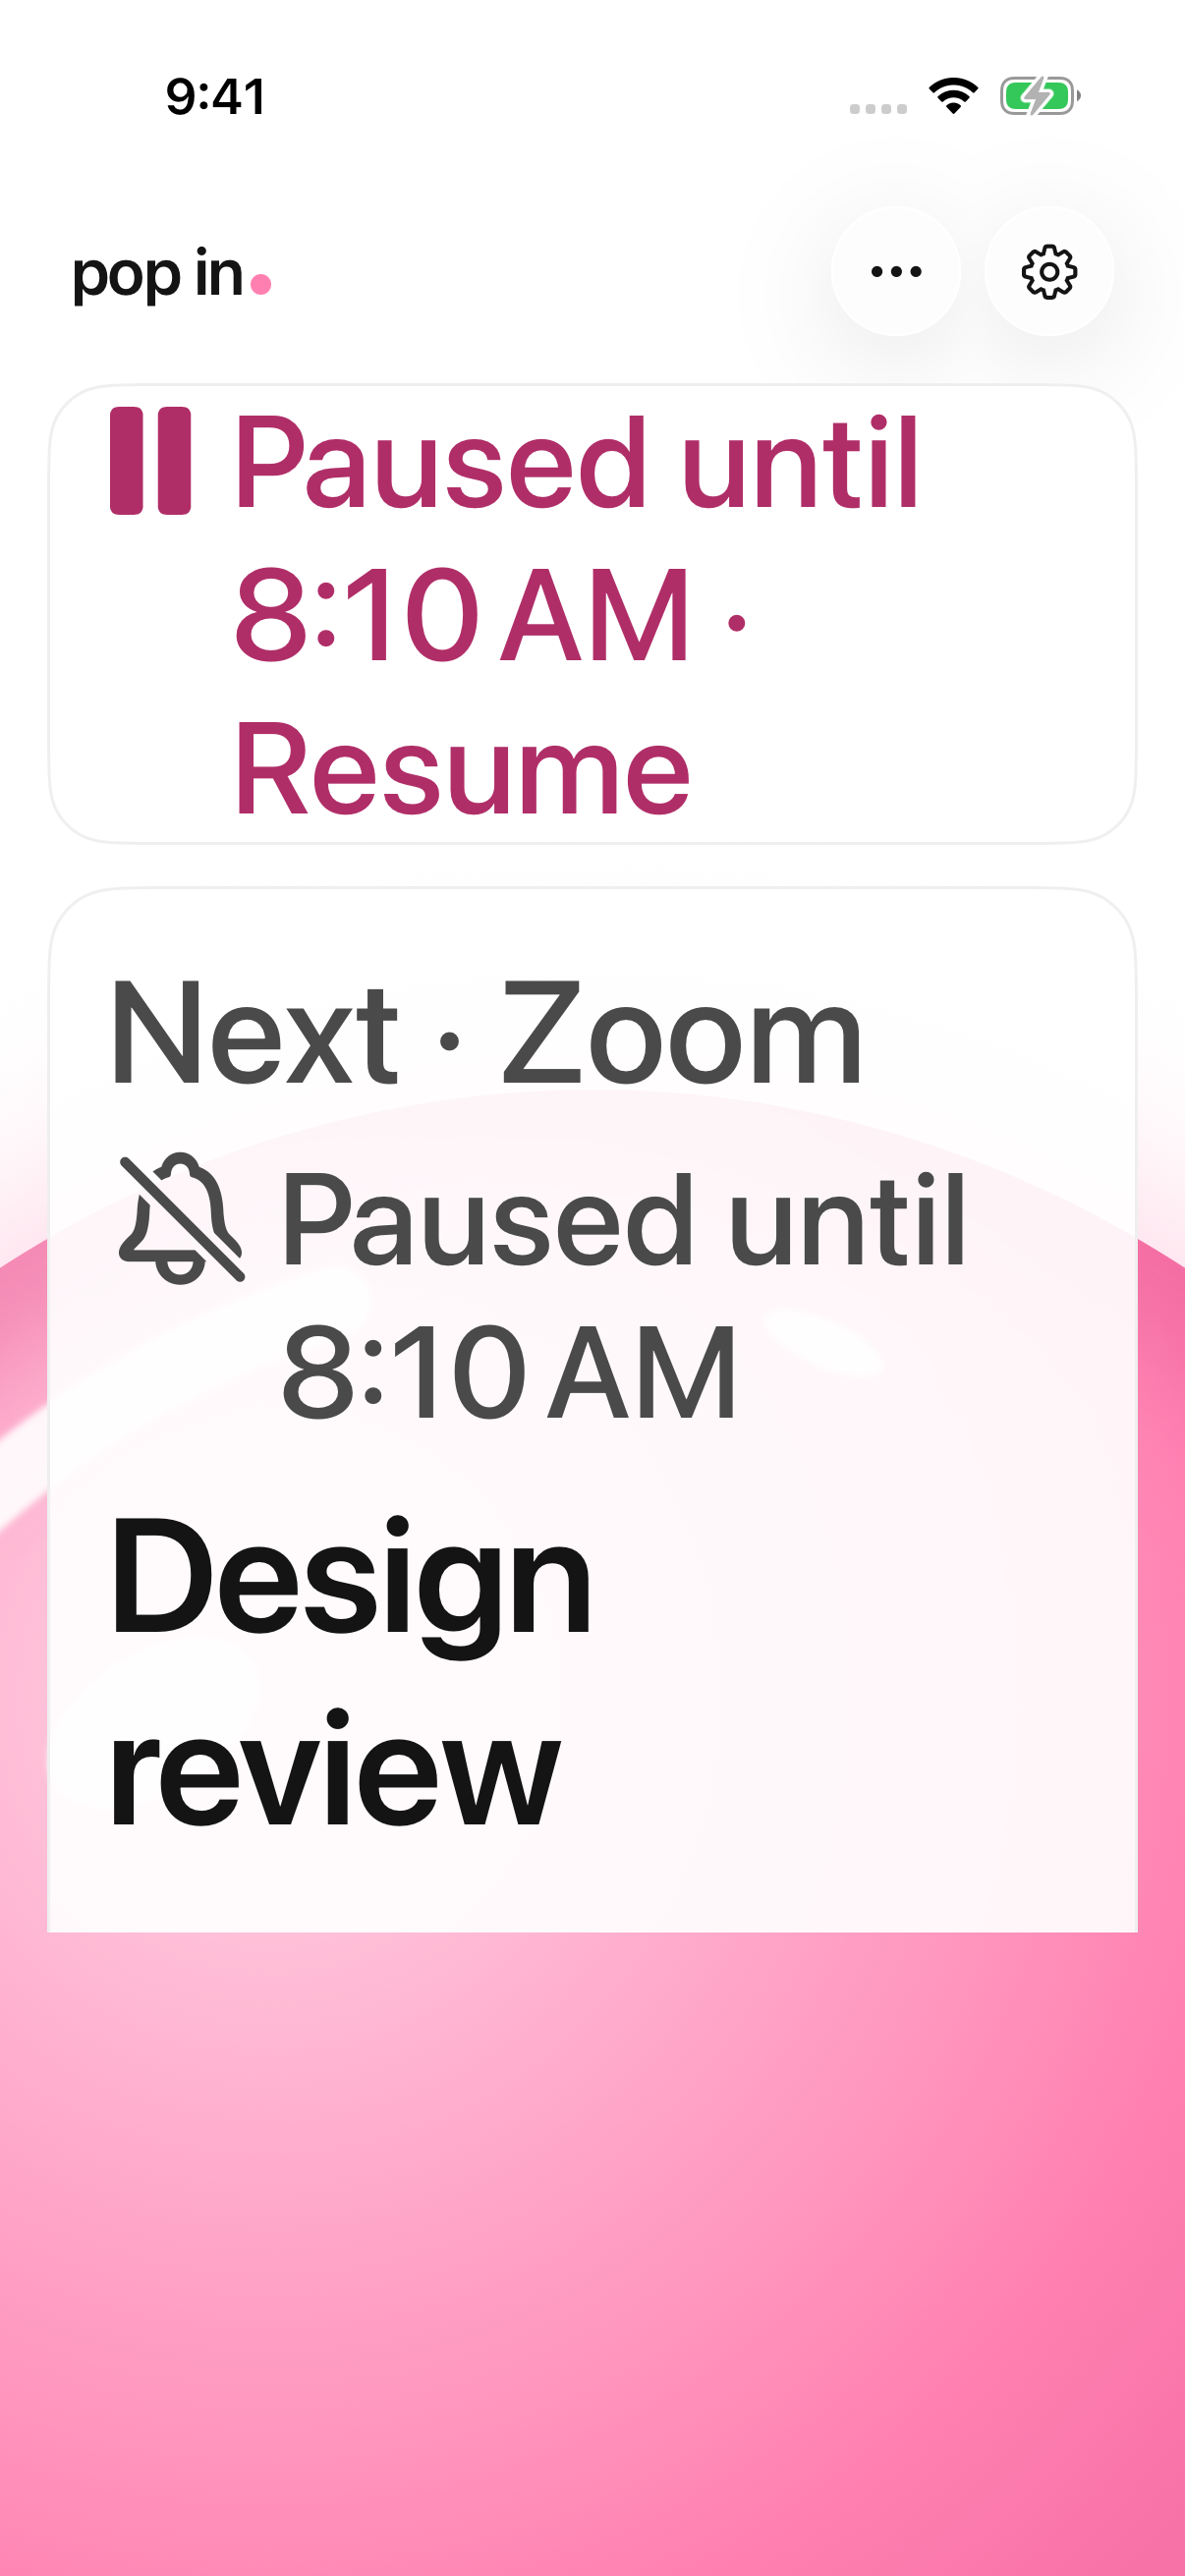 9:41
pop in
Paused until
8:10 AM ·
Resume
Next · Zoom
Paused until
8:10 AM
Design
review